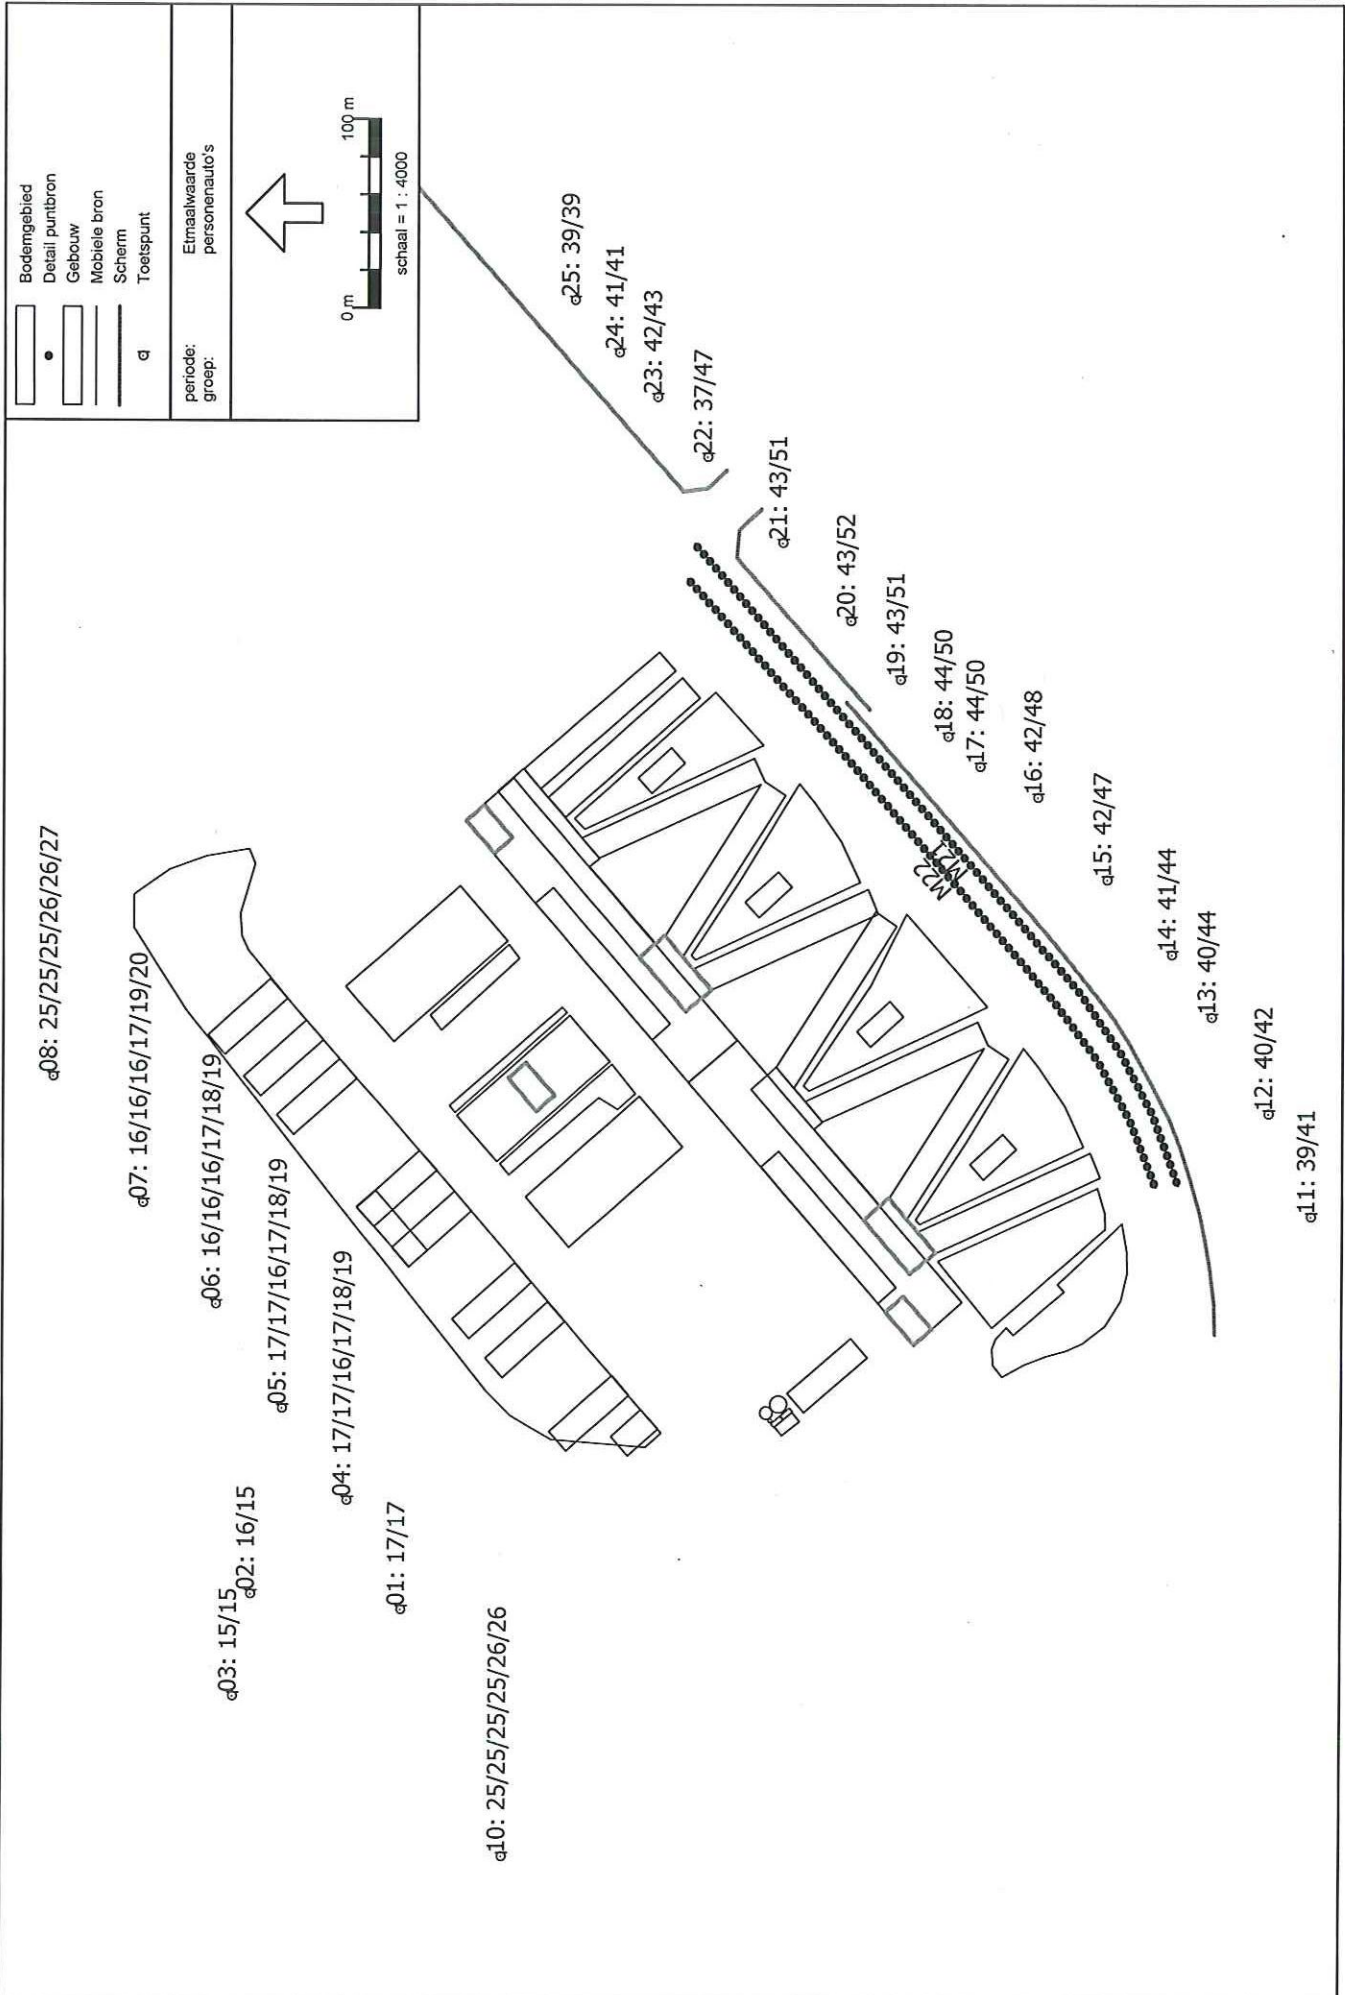 Bodemgebied
Detail puntbron
Gebouw
Mobiele bron
Scherm
Toetspunt
periode: Etmaalwaarde
groep: personenauto's
0 m 100 m
schaal = 1 : 4000
08: 25/25/25/25/26/26/27
07: 16/16/16/17/19/20
06: 16/16/16/17/18/19
05: 17/17/16/17/18/19
04: 17/17/16/17/18/19
03: 15/15
02: 16/15
01: 17/17
10: 25/25/25/25/26/26
25: 39/39
24: 41/41
23: 42/43
22: 37/47
21: 43/51
20: 43/52
19: 43/51
18: 44/50
17: 44/50
16: 42/48
15: 42/47
14: 41/44
13: 40/44
12: 40/42
11: 39/41
M22
M21